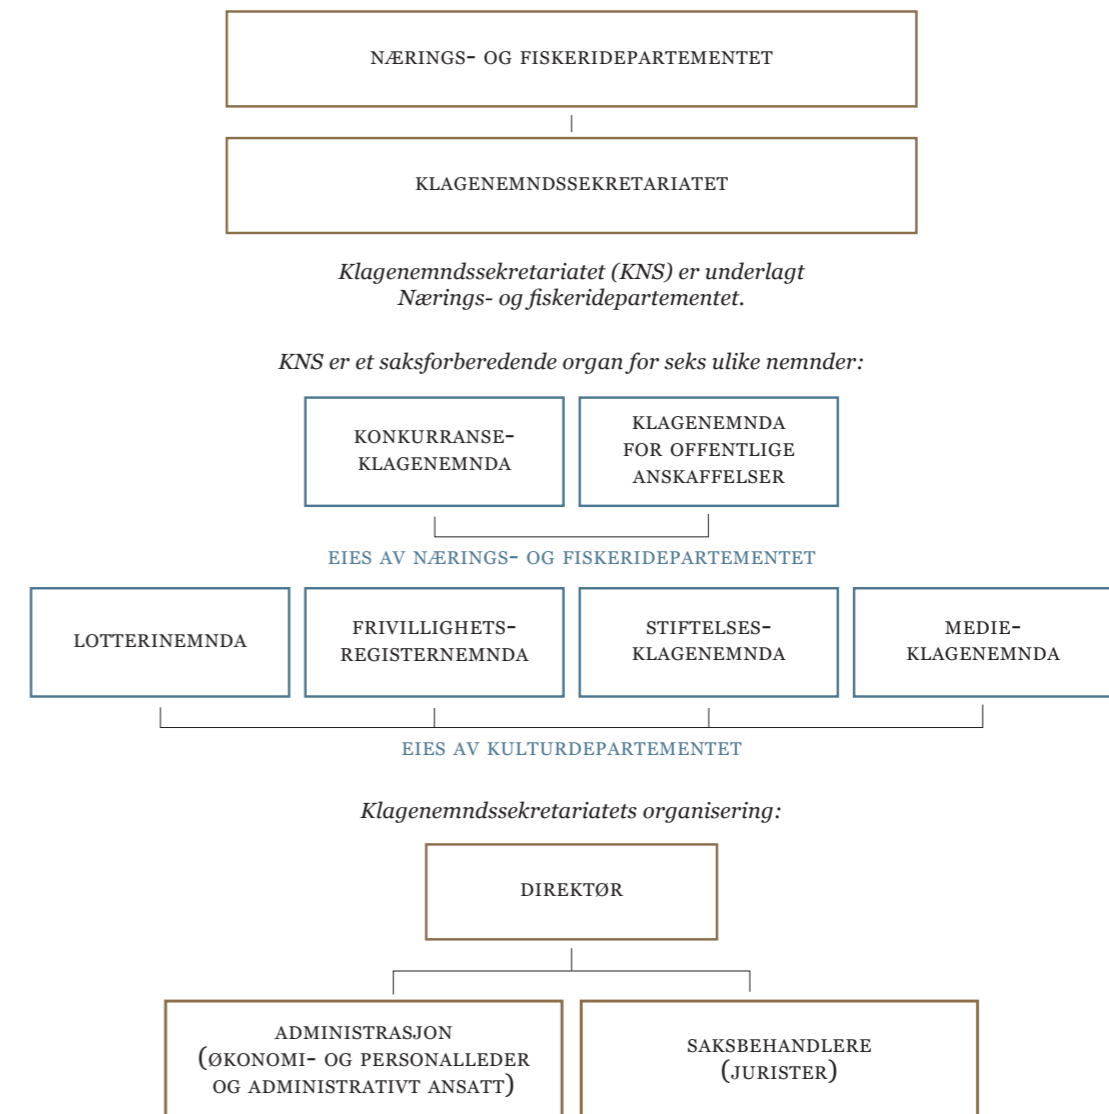 NÆRINGS- OG FISKERIDEPARTEMENTET
KLAGENEMNDSSEKRETARIATET
Klagenemndssekretariatet (KNS) er underlagt
Nærings- og fiskeridepartementet.
KNS er et saksforberedende organ for seks ulike nemnder:
KONKURRANSE-
KLAGENEMNDA
KLAGENEMNDA
FOR OFFENTLIGE
ANSKAFFELSER
EIES AV NÆRINGS- OG FISKERIDEPARTEMENTET
LOTTERINEMNDA
FRIVILLIGHETS-
REGISTERNEMNDA
STIFTELSES-
KLAGENEMNDA
MEDIE-
KLAGENEMNDA
EIES AV KULTURDEPARTEMENTET
Klagenemndssekretariatets organisering:
DIREKTØR
ADMINISTRASJON
(ØKONOMI- OG PERSONALLEDER
OG ADMINISTRATIVT ANSATT)
SAKSBEHANDLERE
(JURISTER)